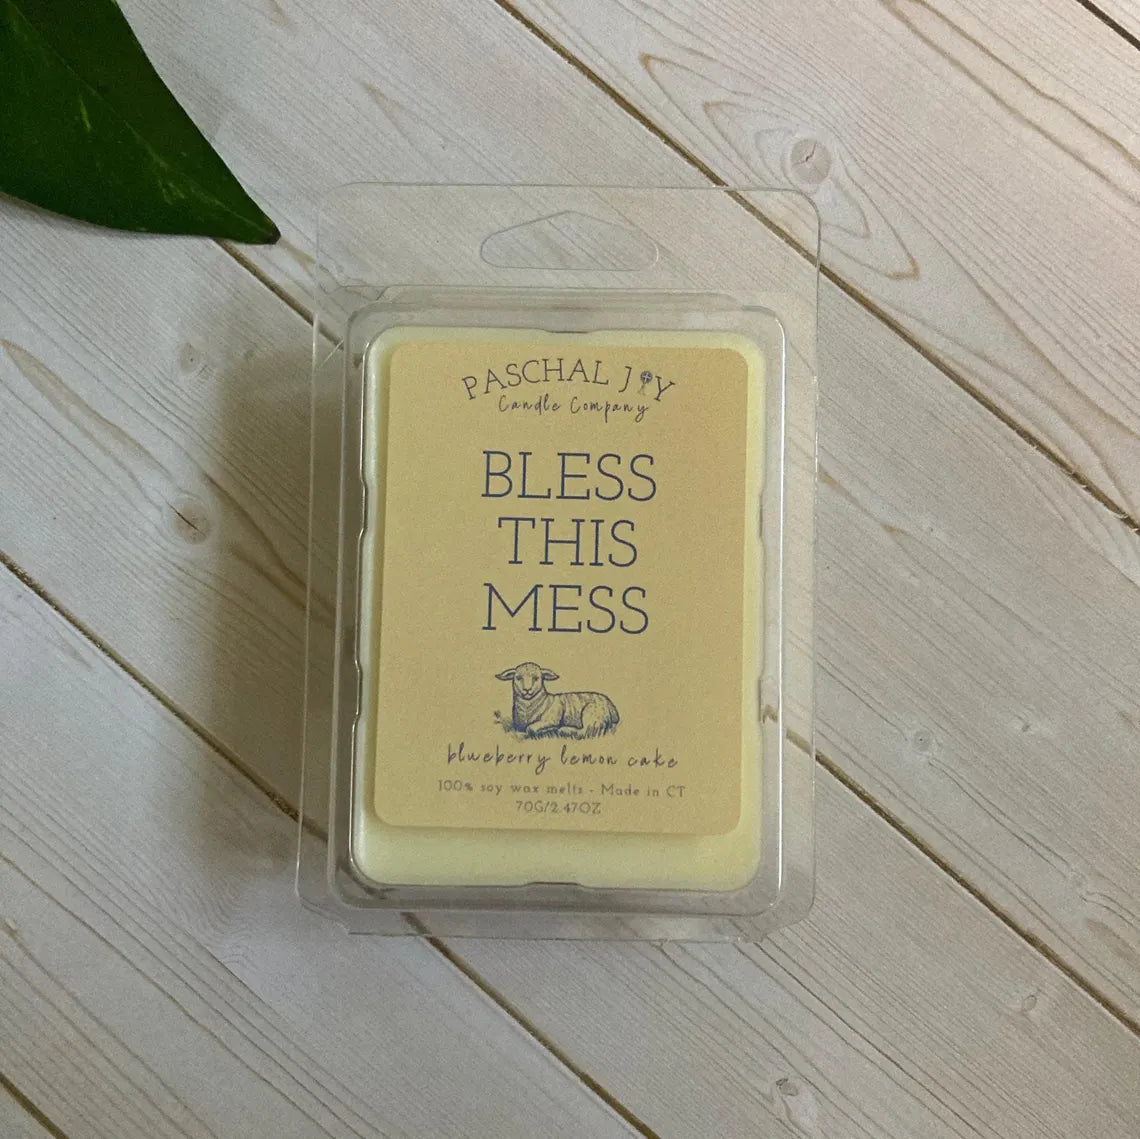 PASCHAL JOY
Candle Company
BLESS
THIS
MESS
blueberry lemon cake
100% soy wax melts - Made in CT
70G/2.47OZ